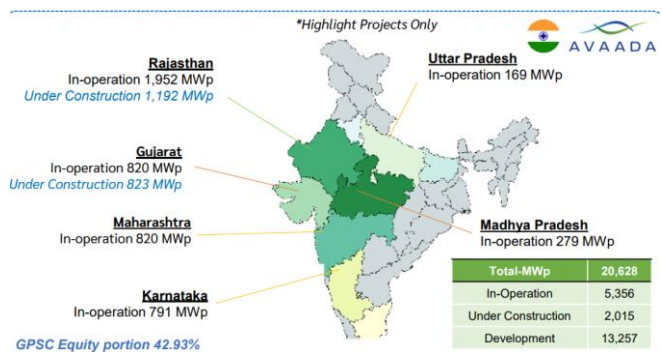 *Highlight Projects Only
AVAADA
Rajasthan
In-operation 1,952 MWp
Under Construction 1,192 MWp
Uttar Pradesh
In-operation 169 MWp
Gujarat
In-operation 820 MWp
Under Construction 823 MWp
Maharashtra
In-operation 820 MWp
Madhya Pradesh
In-operation 279 MWp
Karnataka
In-operation 791 MWp
Total-MWp 20,628
In-Operation 5,356
Under Construction 2,015
Development 13,257
GPSC Equity portion 42.93%